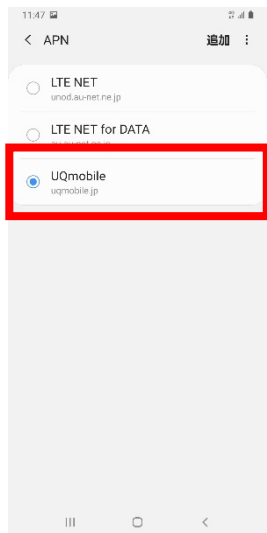 11:47
APN 追加
LTE NET
unod.au-net.ne.jp
LTE NET for DATA
UQmobile
uqmobile.jp